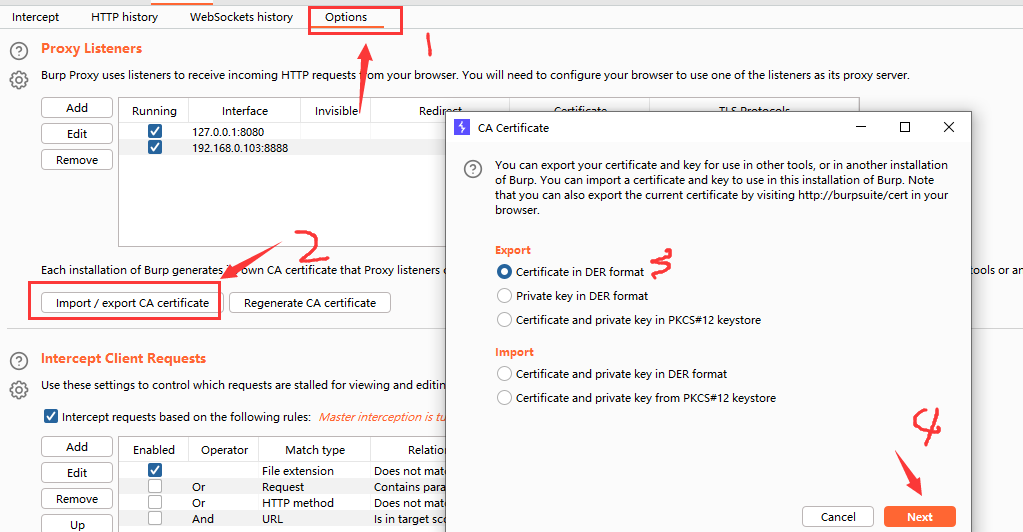 Intercept
HTTP history
WebSockets history
Options
1
Proxy Listeners
Burp Proxy uses listeners to receive incoming HTTP requests from your browser. You will need to configure your browser to use one of the listeners as its proxy server.
Add
Edit
Remove
Running Interface Invisible Redirect Certificate TLS Protocols
127.0.0.1:8080
192.168.0.103:8888
2
Each installation of Burp generates its own CA certificate that Proxy listeners
tools or an
Import / export CA certificate
Regenerate CA certificate
Intercept Client Requests
Use these settings to control which requests are stalled for viewing and editin
Intercept requests based on the following rules: Master interception is tu
Add
Edit
Remove
Up
Enabled Operator Match type Relatio
File extension Does not mat
Or Request Contains para
Or HTTP method Does not mat
And URL Is in target sco
CA Certificate
You can export your certificate and key for use in other tools, or in another installation
of Burp. You can import a certificate and key to use in this installation of Burp. Note
that you can also export the current certificate by visiting http://burpsuite/cert in your
browser.
Export
Certificate in DER format
3
Private key in DER format
Certificate and private key in PKCS#12 keystore
Import
Certificate and private key in DER format
Certificate and private key from PKCS#12 keystore
4
Cancel
Next